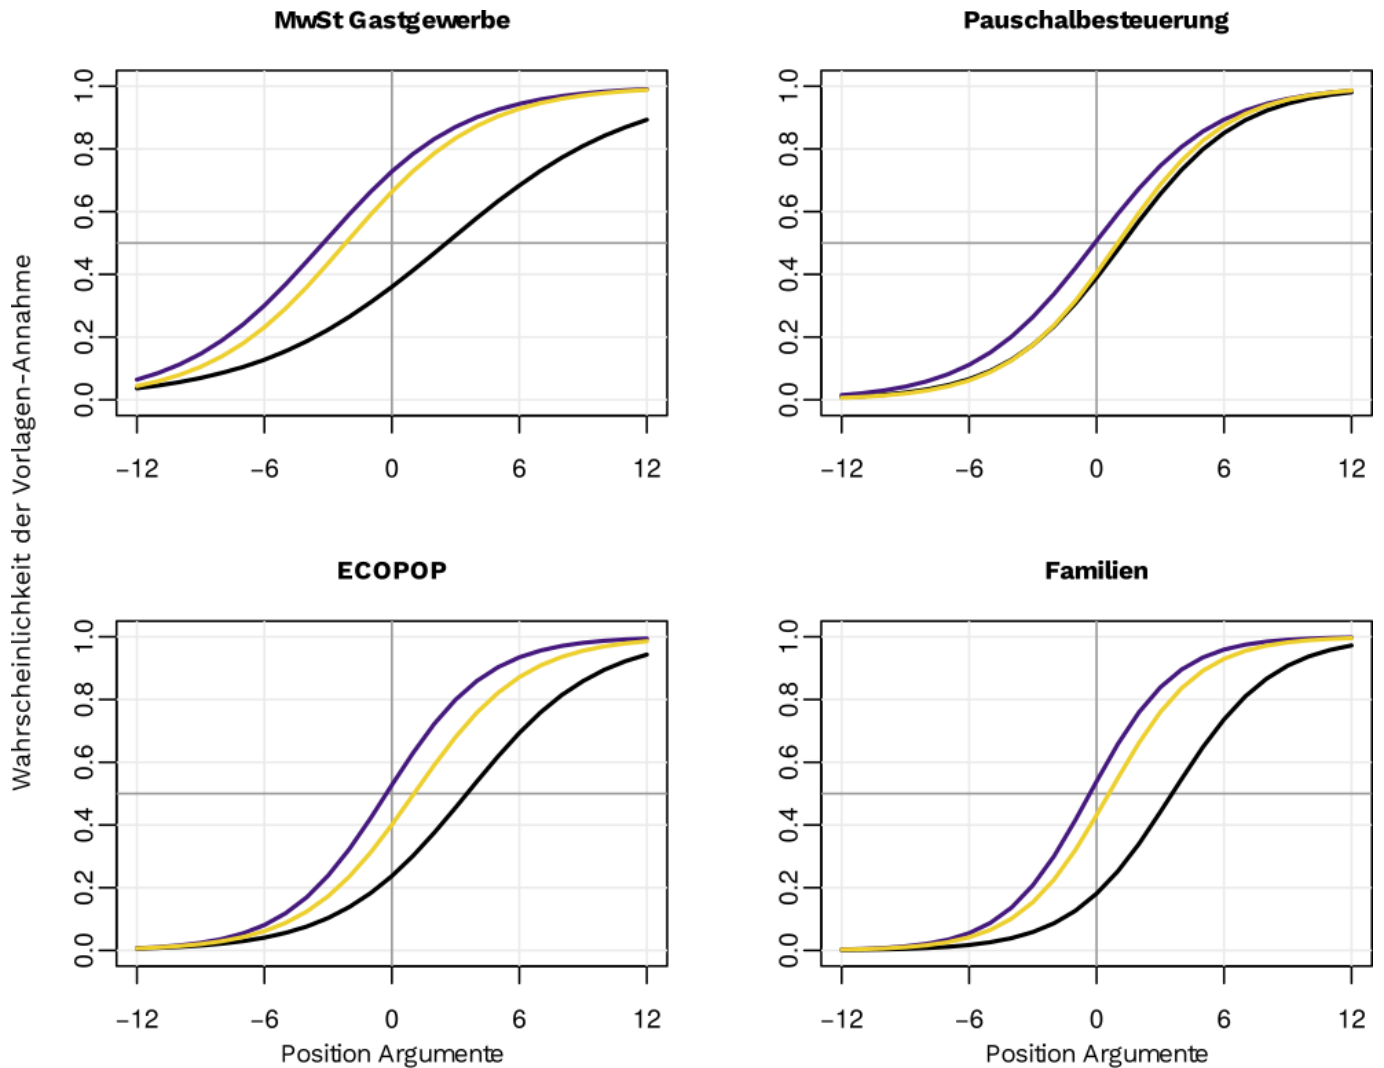 MwSt Gastgewerbe
Pauschalbesteuerung
1.0
0.8
0.6
0.4
0.2
0.0
−12 −6 0 6 12
1.0
0.8
0.6
0.4
0.2
0.0
−12 −6 0 6 12
Wahrscheinlichkeit der Vorlagen-Annahme
ECOPOP
Familien
1.0
0.8
0.6
0.4
0.2
0.0
−12 −6 0 6 12
Position Argumente
1.0
0.8
0.6
0.4
0.2
0.0
−12 −6 0 6 12
Position Argumente